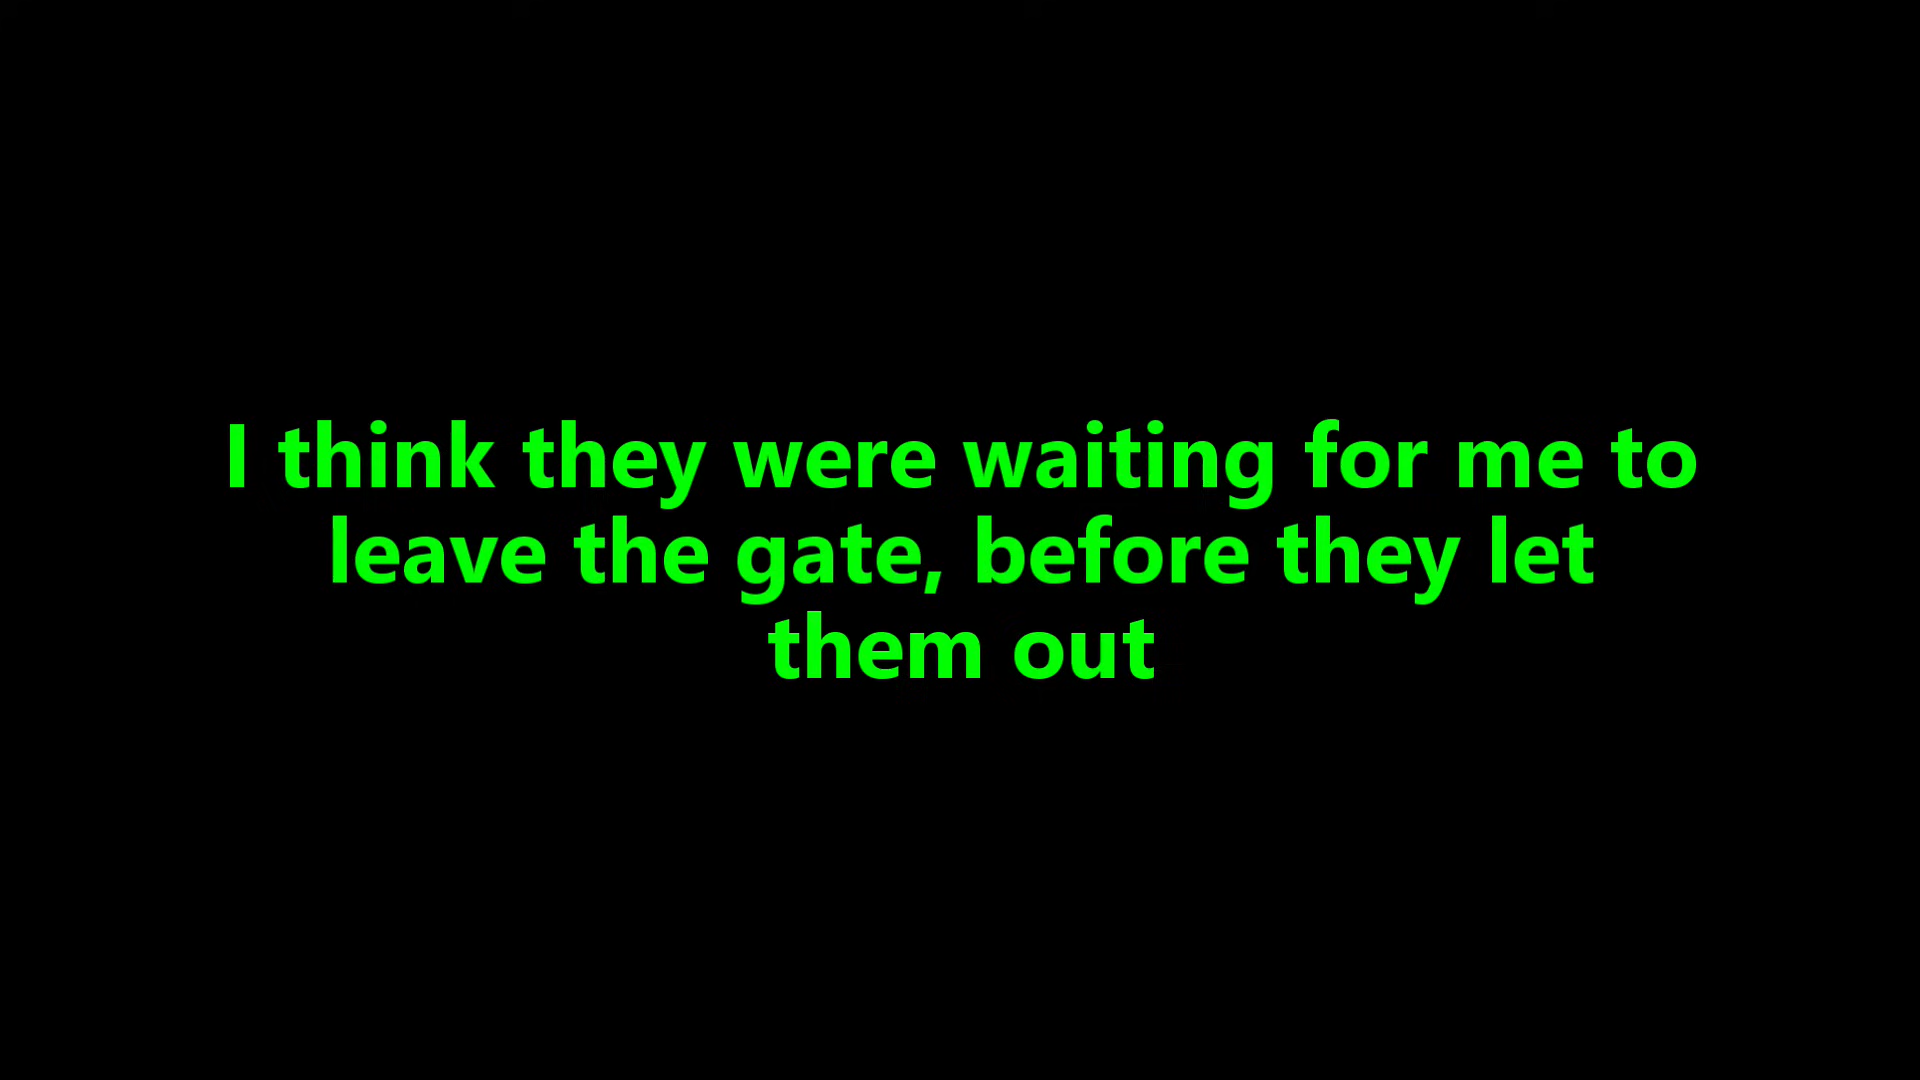 I think they were waiting for me to
leave the gate, before they let
them out